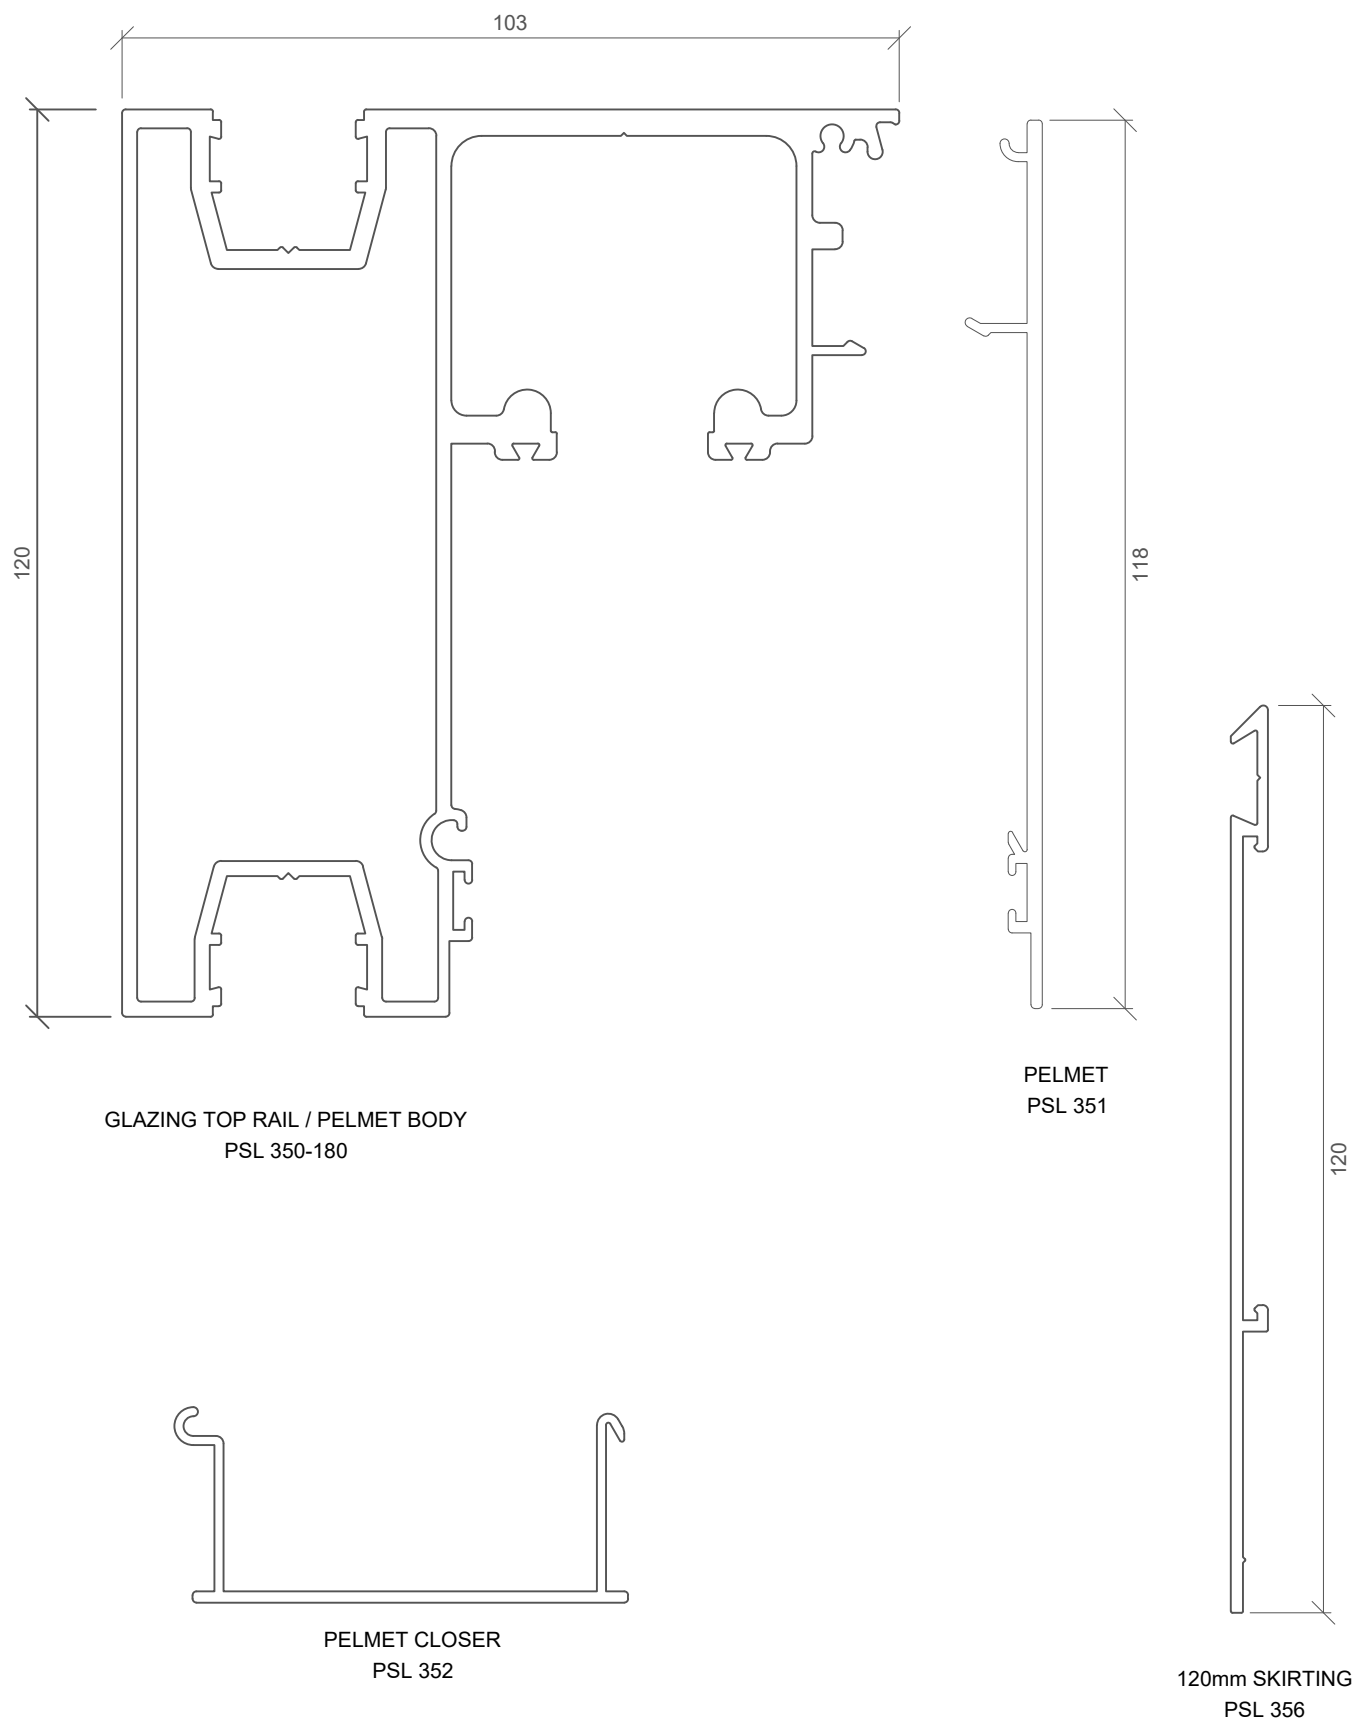 103
120
118
120
GLAZING TOP RAIL / PELMET BODY
PSL 350-180
PELMET
PSL 351
PELMET CLOSER
PSL 352
120mm SKIRTING
PSL 356